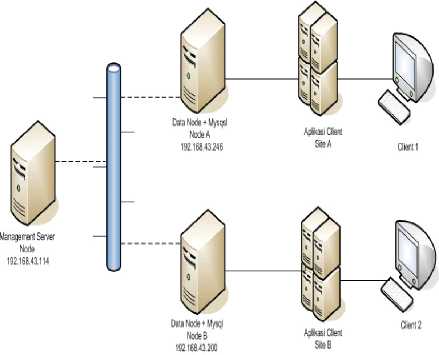 Data Node + Mysql
Node A
192.168.43.246
Aplikasi Client
Site A
Client 1
Management Server
Node
192.168.43.114
Data Node + Mysql
Node B
192.168.43.200
Aplikasi Client
Site B
Client 2